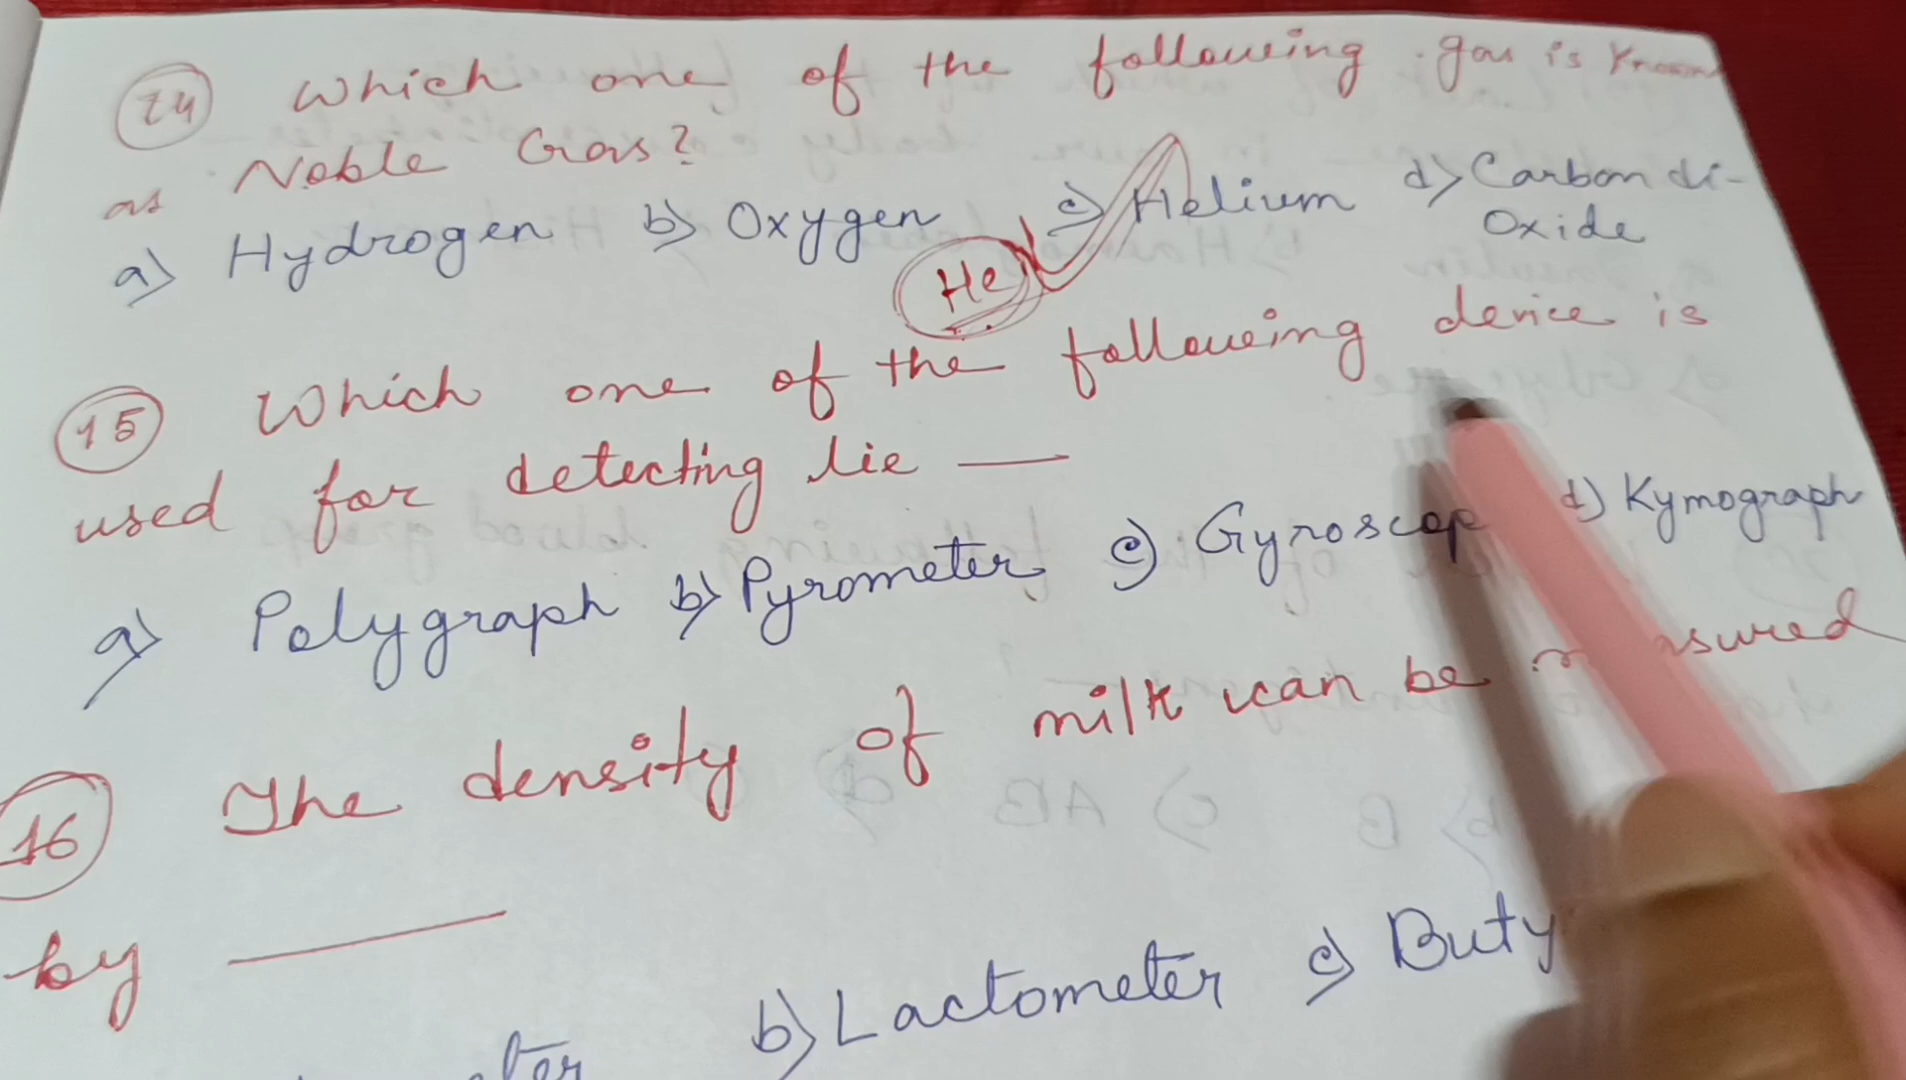 14 Which one of the following gas is known
as Noble Gas?
a) Hydrogen b) Oxygen c) Helium d) Carbon di-
Oxide
He
15 Which one of the following device is
used for detecting lie —
a) Polygraph b) Pyrometer c) Gyroscop d) Kymograph
16 The density of milk can be
by —
b) Lactometer c) Buty